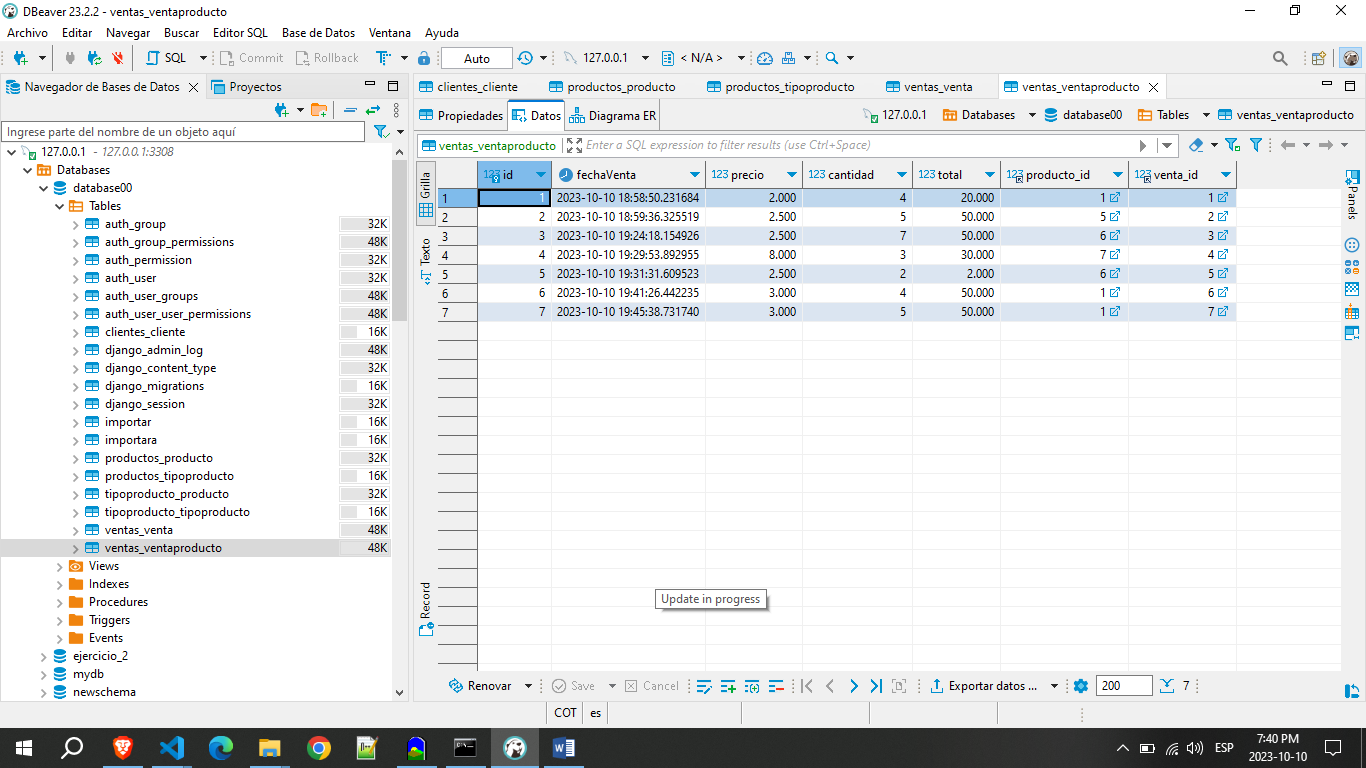 DBeaver 23.2.2 - ventas_ventaproducto
Archivo Editar Navegar Buscar Editor SQL Base de Datos Ventana Ayuda
SQL Commit Rollback Auto 127.0.0.1 < N/A >
Navegador de Bases de Datos Proyectos
Ingrese parte del nombre de un objeto aquí
127.0.0.1 - 127.0.0.1:3308
Databases
database00
Tables
auth_group 32K
auth_group_permissions 48K
auth_permission 32K
auth_user 32K
auth_user_groups 48K
auth_user_user_permissions 48K
clientes_cliente 16K
django_admin_log 48K
django_content_type 32K
django_migrations 16K
django_session 32K
importar 16K
importara 16K
productos_producto 32K
productos_tipoproducto 16K
tipoproducto_producto 32K
tipoproducto_tipoproducto 16K
ventas_venta 48K
ventas_ventaproducto 48K
Views
Indexes
Procedures
Triggers
Events
ejercicio_2
mydb
newschema
clientes_cliente productos_producto productos_tipoproducto ventas_venta ventas_ventaproducto
Propiedades Datos Diagrama ER 127.0.0.1 Databases database00 Tables ventas_ventaproducto
ventas_ventaproducto Enter a SQL expression to filter results (use Ctrl+Space)
Grilla
Texto
Record
123 id fechaVenta 123 precio 123 cantidad 123 total 123 producto_id 123 venta_id
1 1 2023-10-10 18:58:50.231684 2.000 4 20.000 1 1
2 2 2023-10-10 18:59:36.325519 2.500 5 50.000 5 2
3 3 2023-10-10 19:24:18.154926 2.500 7 50.000 6 3
4 4 2023-10-10 19:29:53.892955 8.000 3 30.000 7 4
5 5 2023-10-10 19:31:31.609523 2.500 2 2.000 6 5
6 6 2023-10-10 19:41:26.442235 3.000 4 50.000 1 6
7 7 2023-10-10 19:45:38.731740 3.000 5 50.000 1 7
Update in progress
Panels
Renovar Save Cancel Exportar datos ... 200 7
COT es
ESP 7:40 PM
2023-10-10